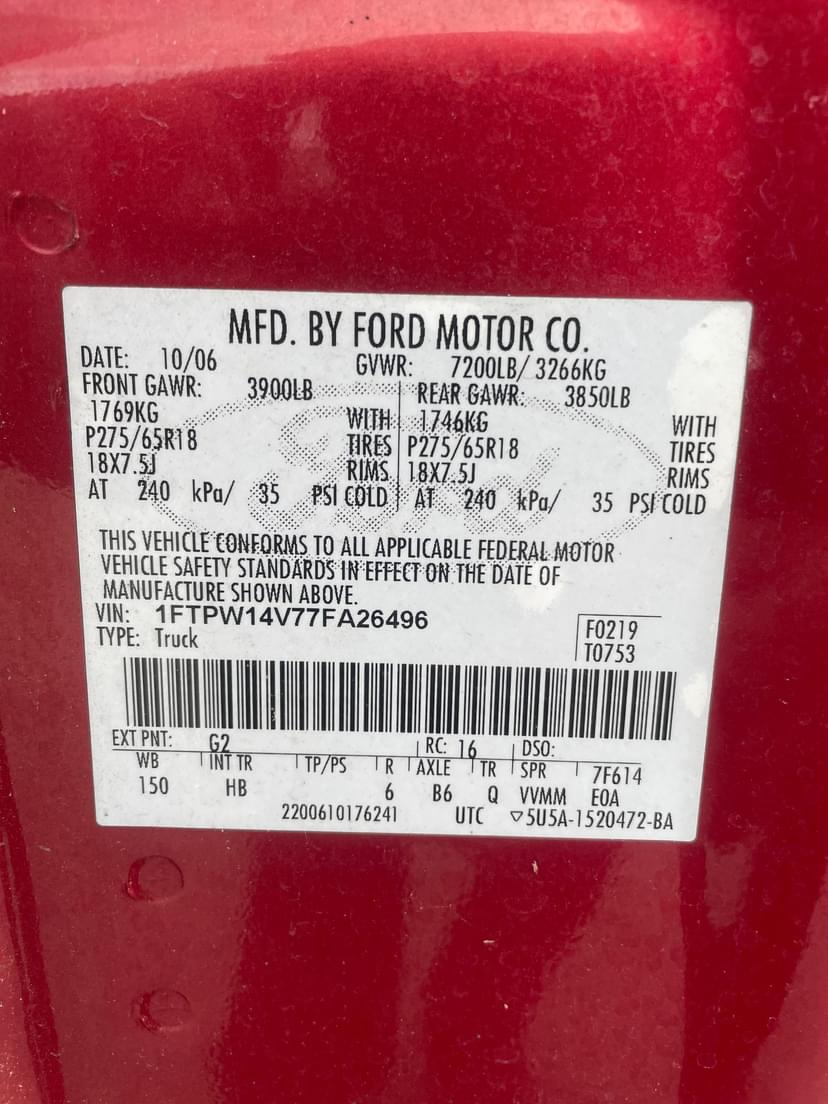 MFD. BY FORD MOTOR CO.
DATE: 10/06 GVWR: 7200LB/ 3266KG
FRONT GAWR: 3900LB REAR GAWR: 3850LB
1769KG WITH 1746KG WITH
P275/65R18 TIRES P275/65R18 TIRES
18X7.5J RIMS 18X7.5J RIMS
AT 240 kPa/ 35 PSI COLD AT 240 kPa/ 35 PSI COLD
Ford
THIS VEHICLE CONFORMS TO ALL APPLICABLE FEDERAL MOTOR
VEHICLE SAFETY STANDARDS IN EFFECT ON THE DATE OF
MANUFACTURE SHOWN ABOVE.
VIN: 1FTPW14V77FA26496
TYPE: Truck
F0219
T0753
EXT PNT: G2 RC: 16 DSO:
WB INT TR TP/PS R AXLE TR SPR 7F614
150 HB 6 B6 Q VVMM E0A
2200610176241 UTC ▽5U5A-1520472-BA